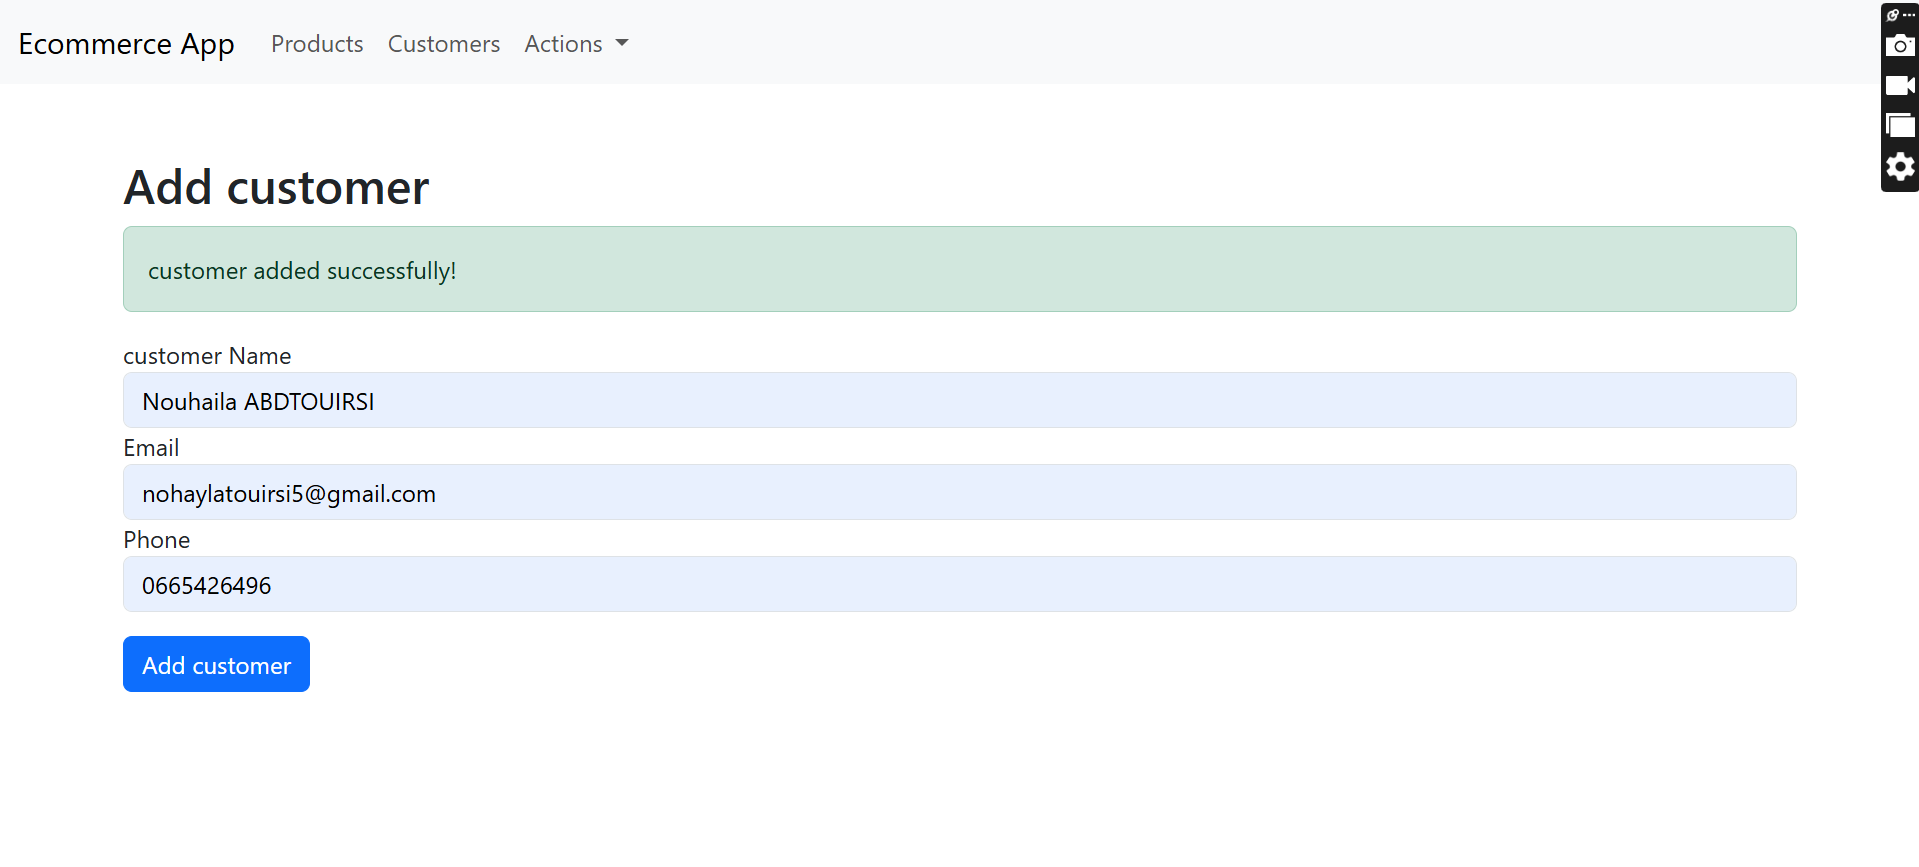 Ecommerce App Products Customers Actions
Add customer
customer added successfully!
customer Name
Nouhaila ABDTOUIRSI
Email
nohaylatouirsi5@gmail.com
Phone
0665426496
Add customer